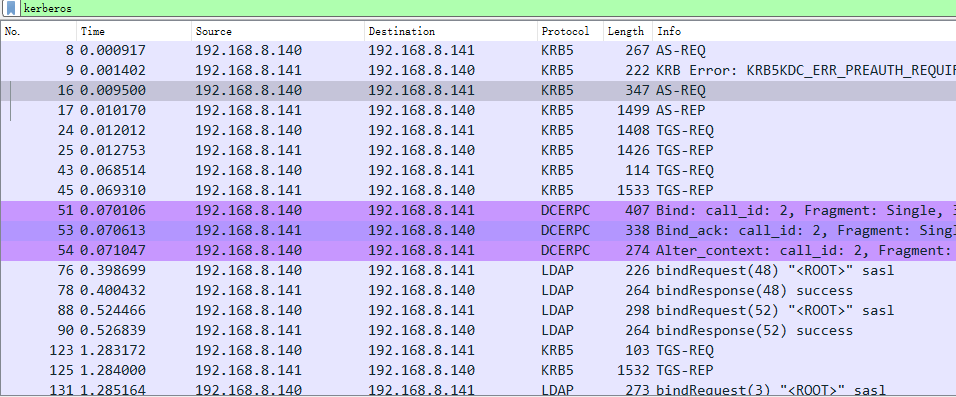 kerberos
No. Time Source Destination Protocol Length Info
8 0.000917 192.168.8.140 192.168.8.141 KRB5 267 AS-REQ
9 0.001402 192.168.8.141 192.168.8.140 KRB5 222 KRB Error: KRB5KDC_ERR_PREAUTH_REQUIF
16 0.009500 192.168.8.140 192.168.8.141 KRB5 347 AS-REQ
17 0.010170 192.168.8.141 192.168.8.140 KRB5 1499 AS-REP
24 0.012012 192.168.8.140 192.168.8.141 KRB5 1408 TGS-REQ
25 0.012753 192.168.8.141 192.168.8.140 KRB5 1426 TGS-REP
43 0.068514 192.168.8.140 192.168.8.141 KRB5 114 TGS-REQ
45 0.069310 192.168.8.141 192.168.8.140 KRB5 1533 TGS-REP
51 0.070106 192.168.8.140 192.168.8.141 DCERPC 407 Bind: call_id: 2, Fragment: Single, 3
53 0.070613 192.168.8.141 192.168.8.140 DCERPC 338 Bind_ack: call_id: 2, Fragment: Sing
54 0.071047 192.168.8.140 192.168.8.141 DCERPC 274 Alter_context: call_id: 2, Fragment:
76 0.398699 192.168.8.140 192.168.8.141 LDAP 226 bindRequest(48) "<ROOT>" sasl
78 0.400432 192.168.8.141 192.168.8.140 LDAP 264 bindResponse(48) success
88 0.524466 192.168.8.140 192.168.8.141 LDAP 298 bindRequest(52) "<ROOT>" sasl
90 0.526839 192.168.8.141 192.168.8.140 LDAP 264 bindResponse(52) success
123 1.283172 192.168.8.140 192.168.8.141 KRB5 103 TGS-REQ
125 1.284000 192.168.8.141 192.168.8.140 KRB5 1532 TGS-REP
131 1.285164 192.168.8.140 192.168.8.141 LDAP 273 bindRequest(3) "<ROOT>" sasl